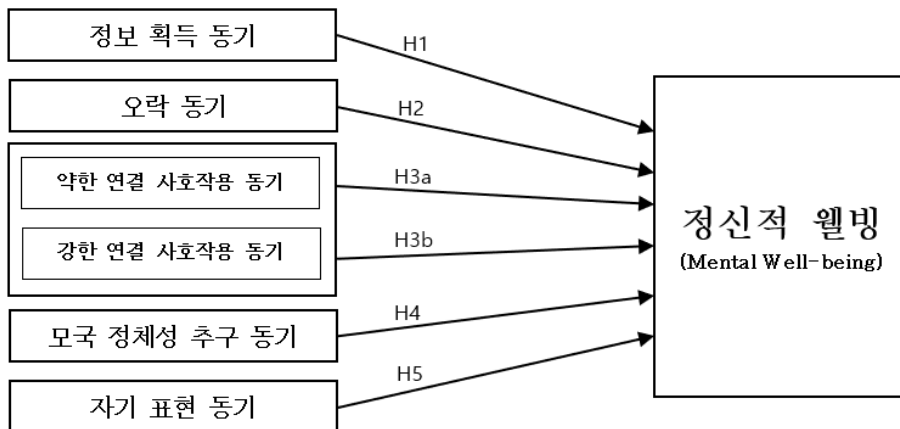 정보 획득 동기
H1
오락 동기
H2
약한 연결 사호작용 동기
H3a
강한 연결 사호작용 동기
H3b
모국 정체성 추구 동기
H4
자기 표현 동기
H5
정신적 웰빙
(Mental Well-being)